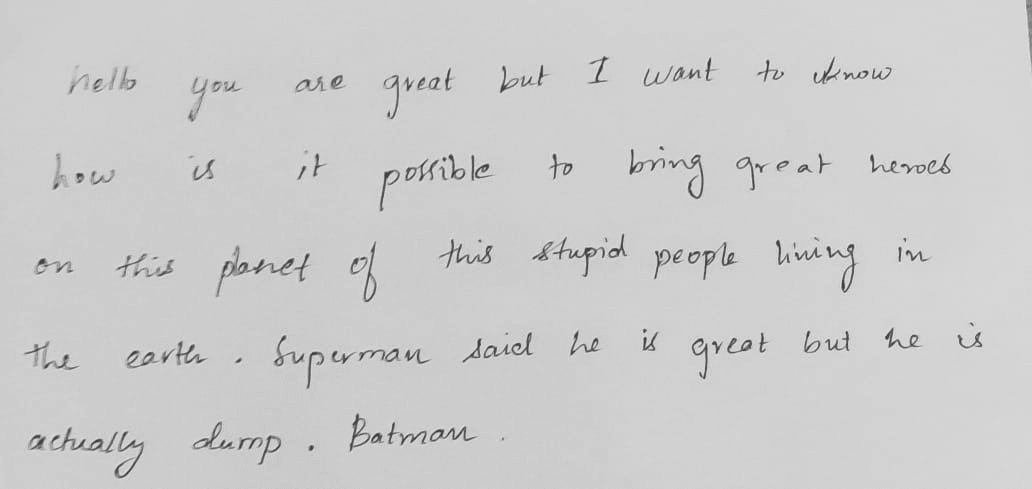 hello you are great but I want to know
how is it possible to bring great heroes
on this planet of this stupid people living in
the earth. Superman said he is great but he is
actually dump. Batman.